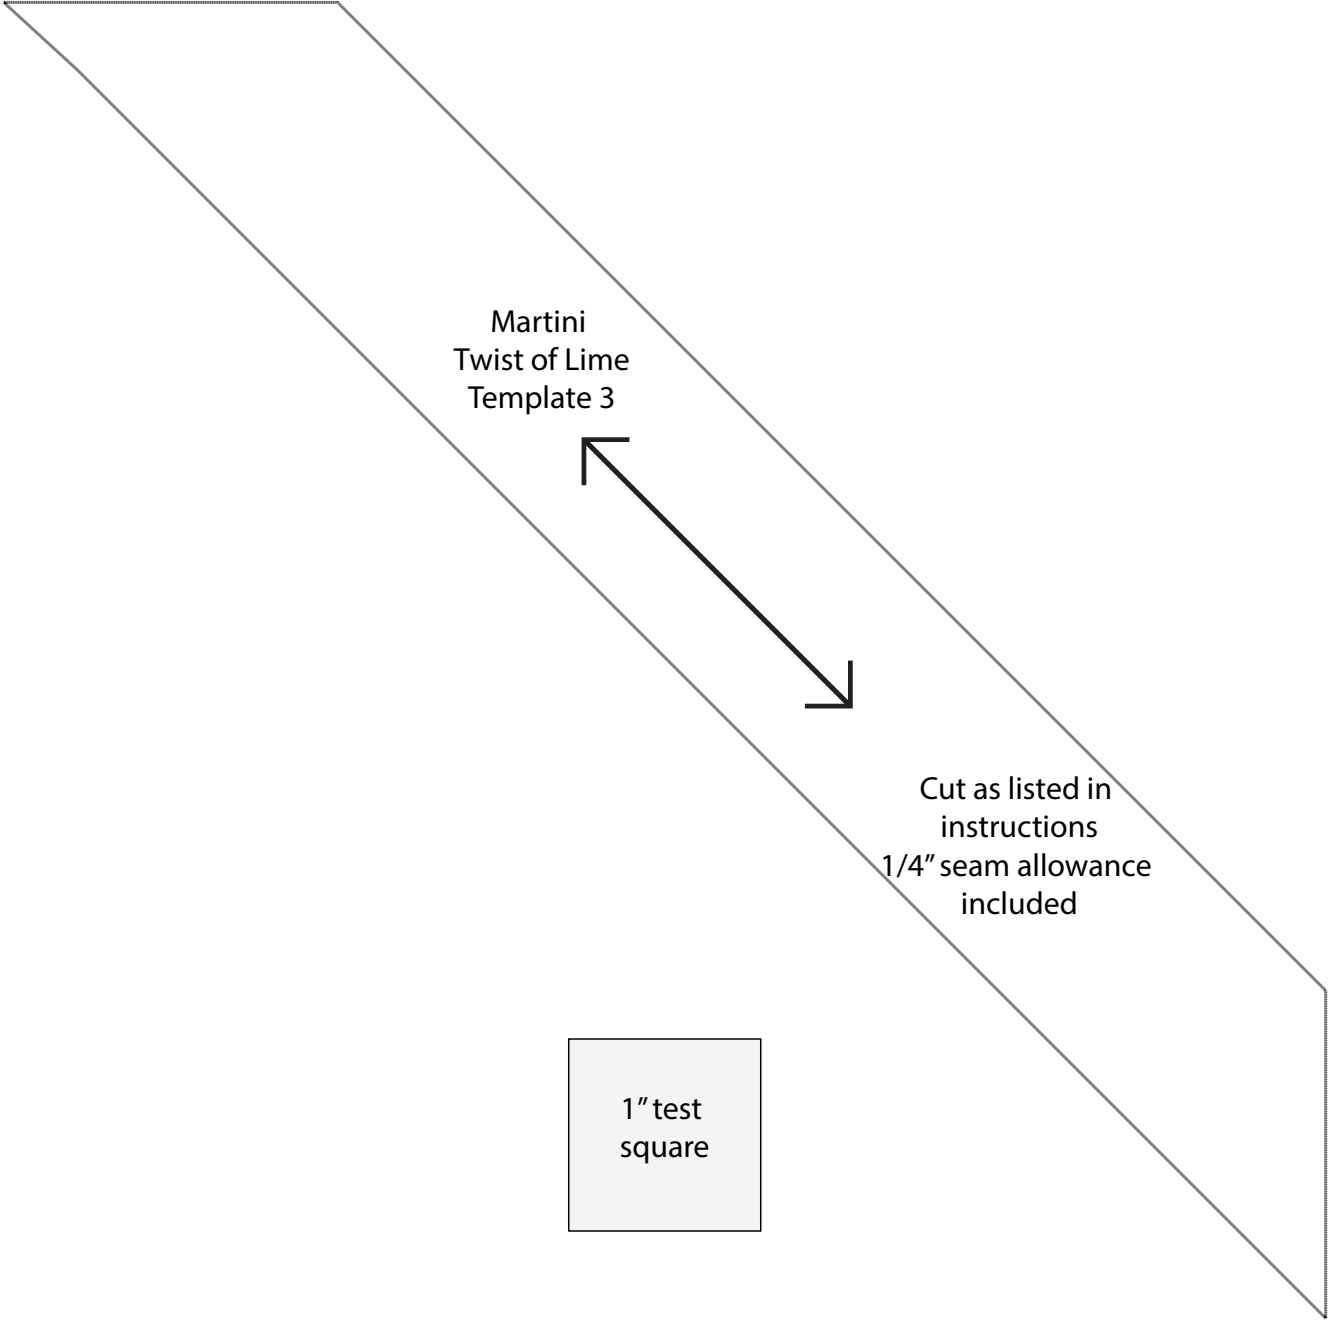 Martini
Twist of Lime
Template 3
Cut as listed in
instructions
1/4” seam allowance
included
1” test
square